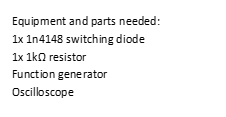 Equipment and parts needed:
1x 1n4148 switching diode
1x 1kΩ resistor
Function generator
Oscilloscope